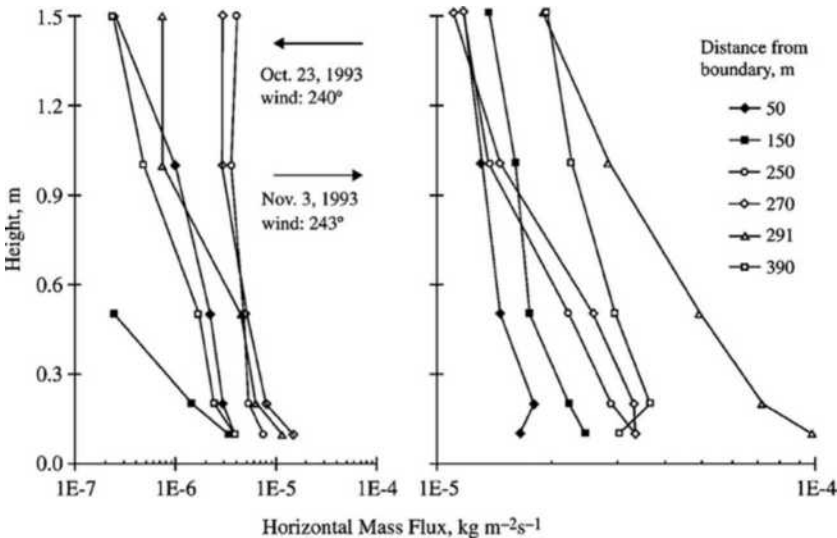 1.5
1.2
0.9
0.6
0.3
0.0
Height, m
1E-7
1E-6
1E-5
1E-4
Oct. 23, 1993
wind: 240º
Nov. 3, 1993
wind: 243º
1E-5
1E-4
Distance from
boundary, m
50
150
250
270
291
390
Horizontal Mass Flux, kg m–2s–1